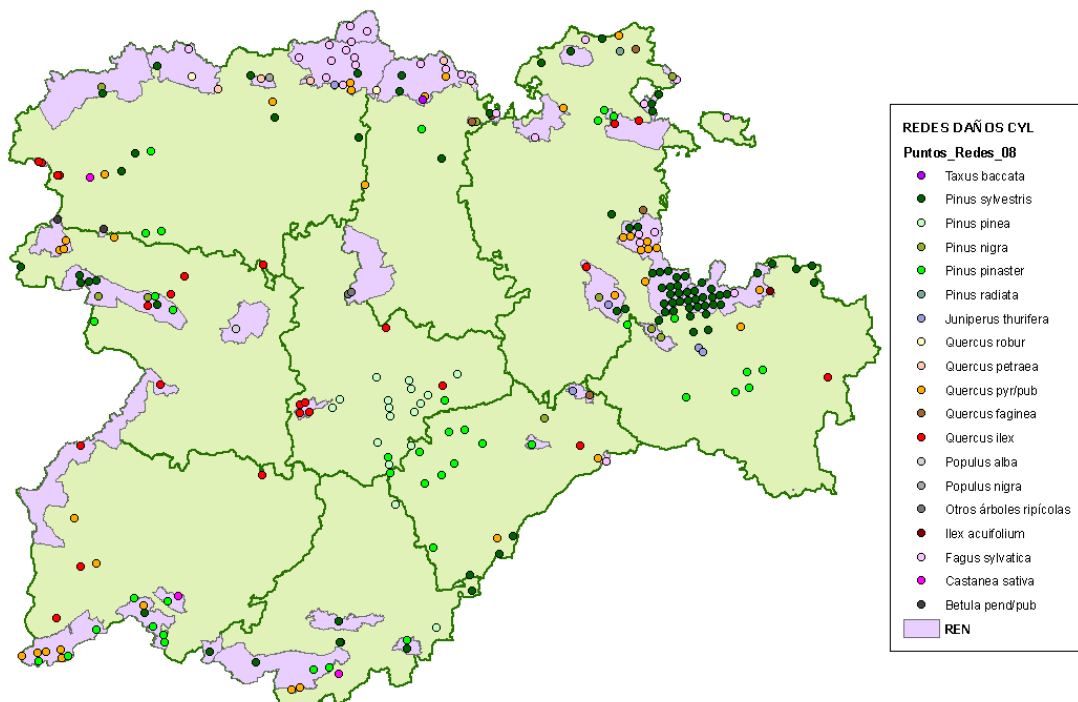 REDES DAÑOS CYL
Puntos_Redes_08
Taxus baccata
Pinus sylvestris
Pinus pinea
Pinus nigra
Pinus pinaster
Pinus radiata
Juniperus thurifera
Quercus robur
Quercus petraea
Quercus pyr/pub
Quercus faginea
Quercus ilex
Populus alba
Populus nigra
Otros árboles ripícolas
Ilex acuifolium
Fagus sylvatica
Castanea sativa
Betula pend/pub
REN